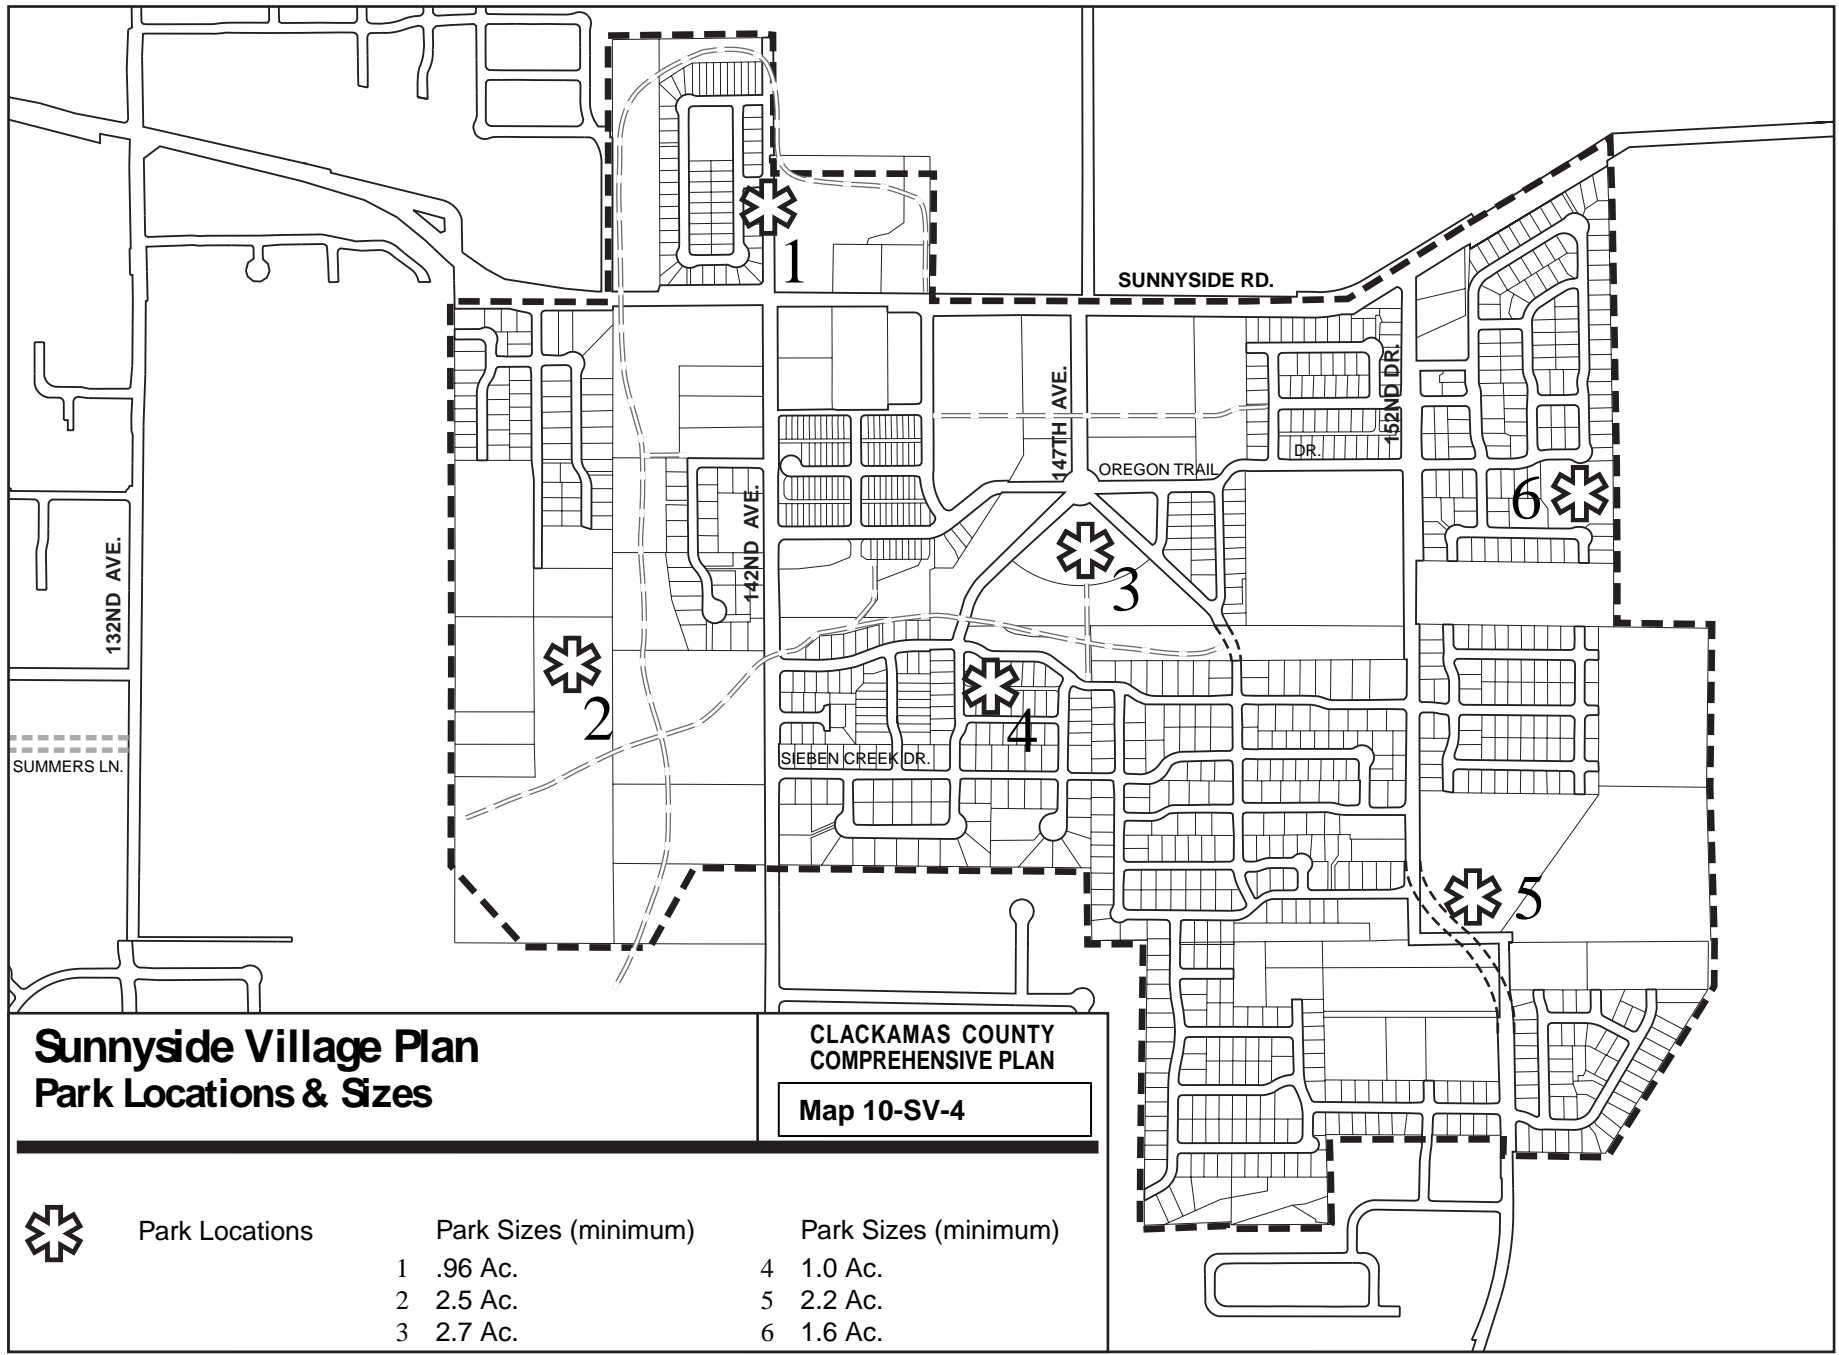 1
SUNNYSIDE RD.
147TH AVE.
152ND DR.
DR.
OREGON TRAIL
6
142ND AVE.
132ND AVE.
3
2
4
SIEBEN CREEK DR.
SUMMERS LN.
5
Sunnyside Village Plan
Park Locations & Sizes
CLACKAMAS COUNTY
COMPREHENSIVE PLAN
Map 10-SV-4
Park Locations
Park Sizes (minimum)
1 .96 Ac.
2 2.5 Ac.
3 2.7 Ac.
Park Sizes (minimum)
4 1.0 Ac.
5 2.2 Ac.
6 1.6 Ac.